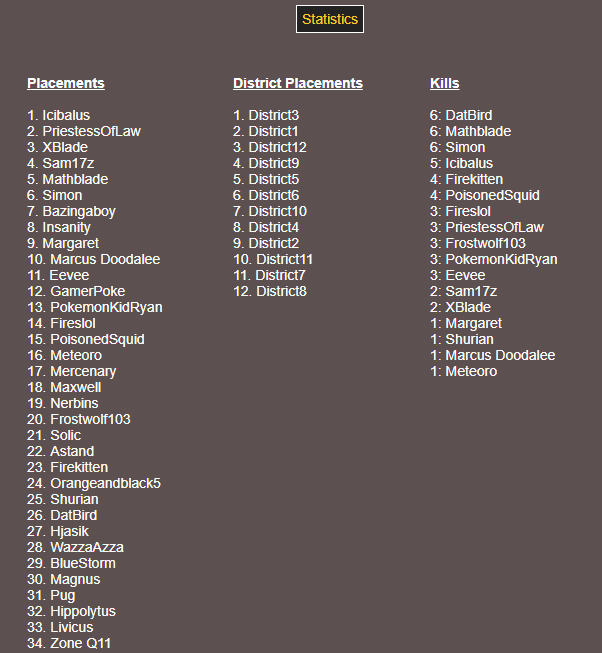 Statistics
Placements
1. Icibalus
2. PriestessOfLaw
3. XBlade
4. Sam17z
5. Mathblade
6. Simon
7. Bazingaboy
8. Insanity
9. Margaret
10. Marcus Doodalee
11. Eevee
12. GamerPoke
13. PokemonKidRyan
14. Fireslol
15. PoisonedSquid
16. Meteoro
17. Mercenary
18. Maxwell
19. Nerbins
20. Frostwolf103
21. Solic
22. Astand
23. Firekitten
24. Orangeandblack5
25. Shurian
26. DatBird
27. Hjasik
28. WazzaAzza
29. BlueStorm
30. Magnus
31. Pug
32. Hippolytus
33. Livicus
34. Zone Q11
District Placements
1. District3
2. District1
3. District12
4. District9
5. District5
6. District6
7. District10
8. District4
9. District2
10. District11
11. District7
12. District8
Kills
6: DatBird
6: Mathblade
6: Simon
5: Icibalus
4: Firekitten
4: PoisonedSquid
3: Fireslol
3: PriestessOfLaw
3: Frostwolf103
3: PokemonKidRyan
3: Eevee
2: Sam17z
2: XBlade
1: Margaret
1: Shurian
1: Marcus Doodalee
1: Meteoro